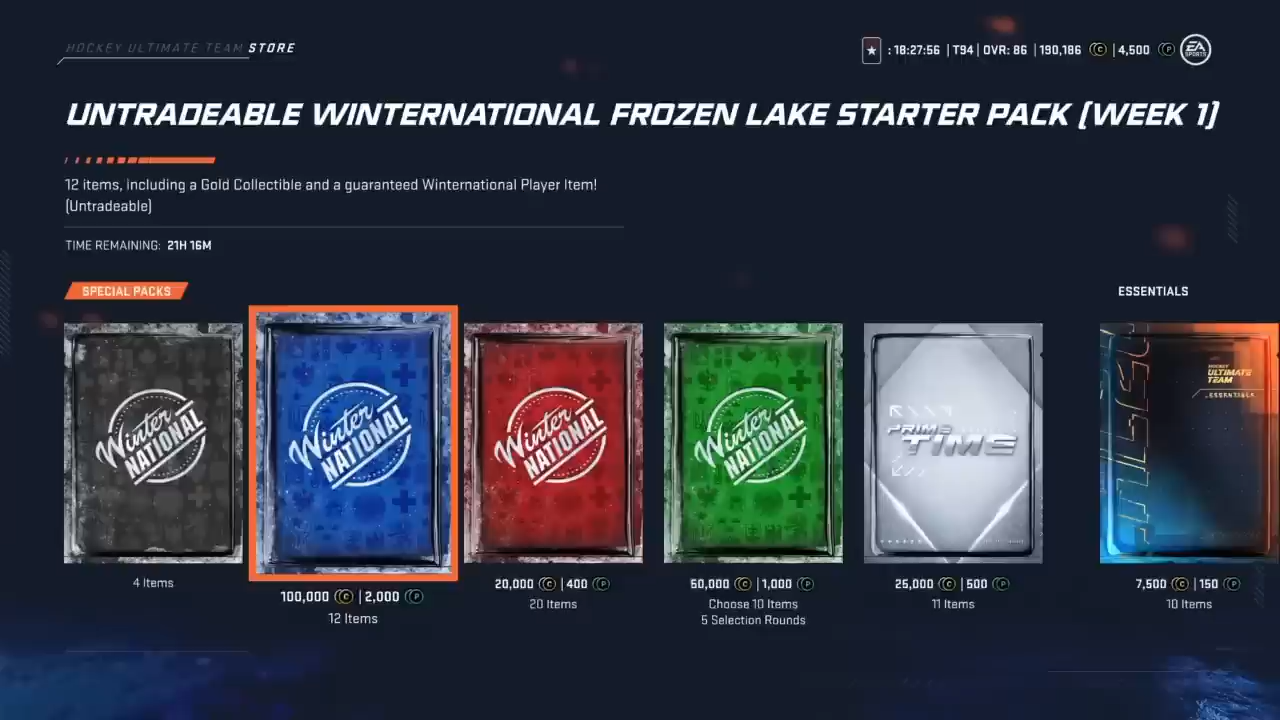 HOCKEY ULTIMATE TEAM STORE
★ : 18:27:56 | T94 | OVR: 86 | 190,186 C | 4,500 P EA SPORTS
UNTRADEABLE WINTERNATIONAL FROZEN LAKE STARTER PACK (WEEK 1)
12 items, including a Gold Collectible and a guaranteed Winternational Player Item!
(Untradeable)
TIME REMAINING: 21H 16M
SPECIAL PACKS
ESSENTIALS
Winter
NATIONAL
Winter
NATIONAL
Winter
NATIONAL
Winter
NATIONAL
PRIME
TIME
HOCKEY
ULTIMATE
TEAM
ESSENTIALS
4 Items
100,000 C | 2,000 P
12 Items
20,000 C | 400 P
20 Items
50,000 C | 1,000 P
Choose 10 Items
5 Selection Rounds
25,000 C | 500 P
11 Items
7,500 C | 150 P
10 Items